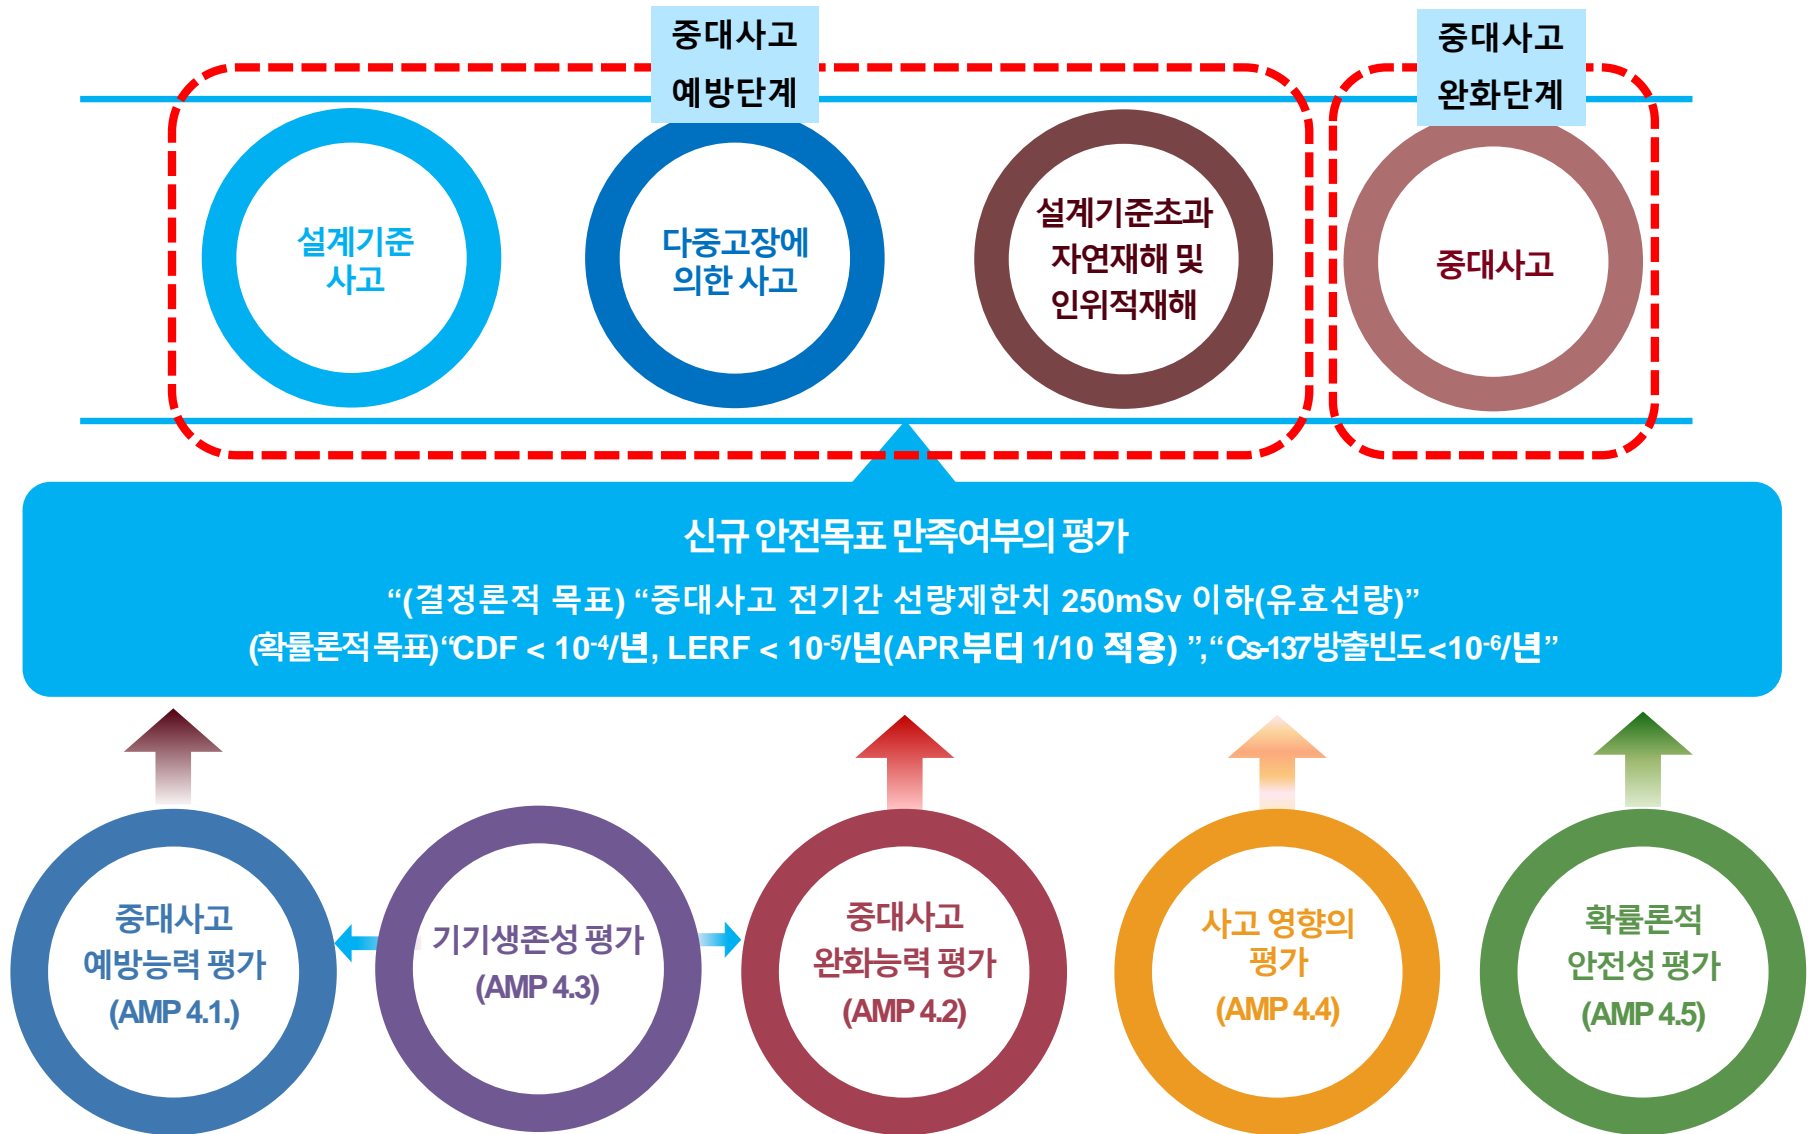 중대사고
예방단계
중대사고
완화단계
설계기준
사고
다중고장에
의한 사고
설계기준초과
자연재해 및
인위적재해
중대사고
신규 안전목표 만족여부의 평가
“(결정론적 목표) “중대사고 전기간 선량제한치 250mSv 이하(유효선량)”
(확률론적 목표)“CDF < 10⁻⁴/년, LERF < 10⁻⁵/년(APR부터 1/10 적용) ”,“Cs-137 방출빈도<10⁻⁶/년”
중대사고
예방능력 평가
(AMP 4.1.)
기기생존성 평가
(AMP 4.3)
중대사고
완화능력 평가
(AMP 4.2)
사고 영향의
평가
(AMP 4.4)
확률론적
안전성 평가
(AMP 4.5)